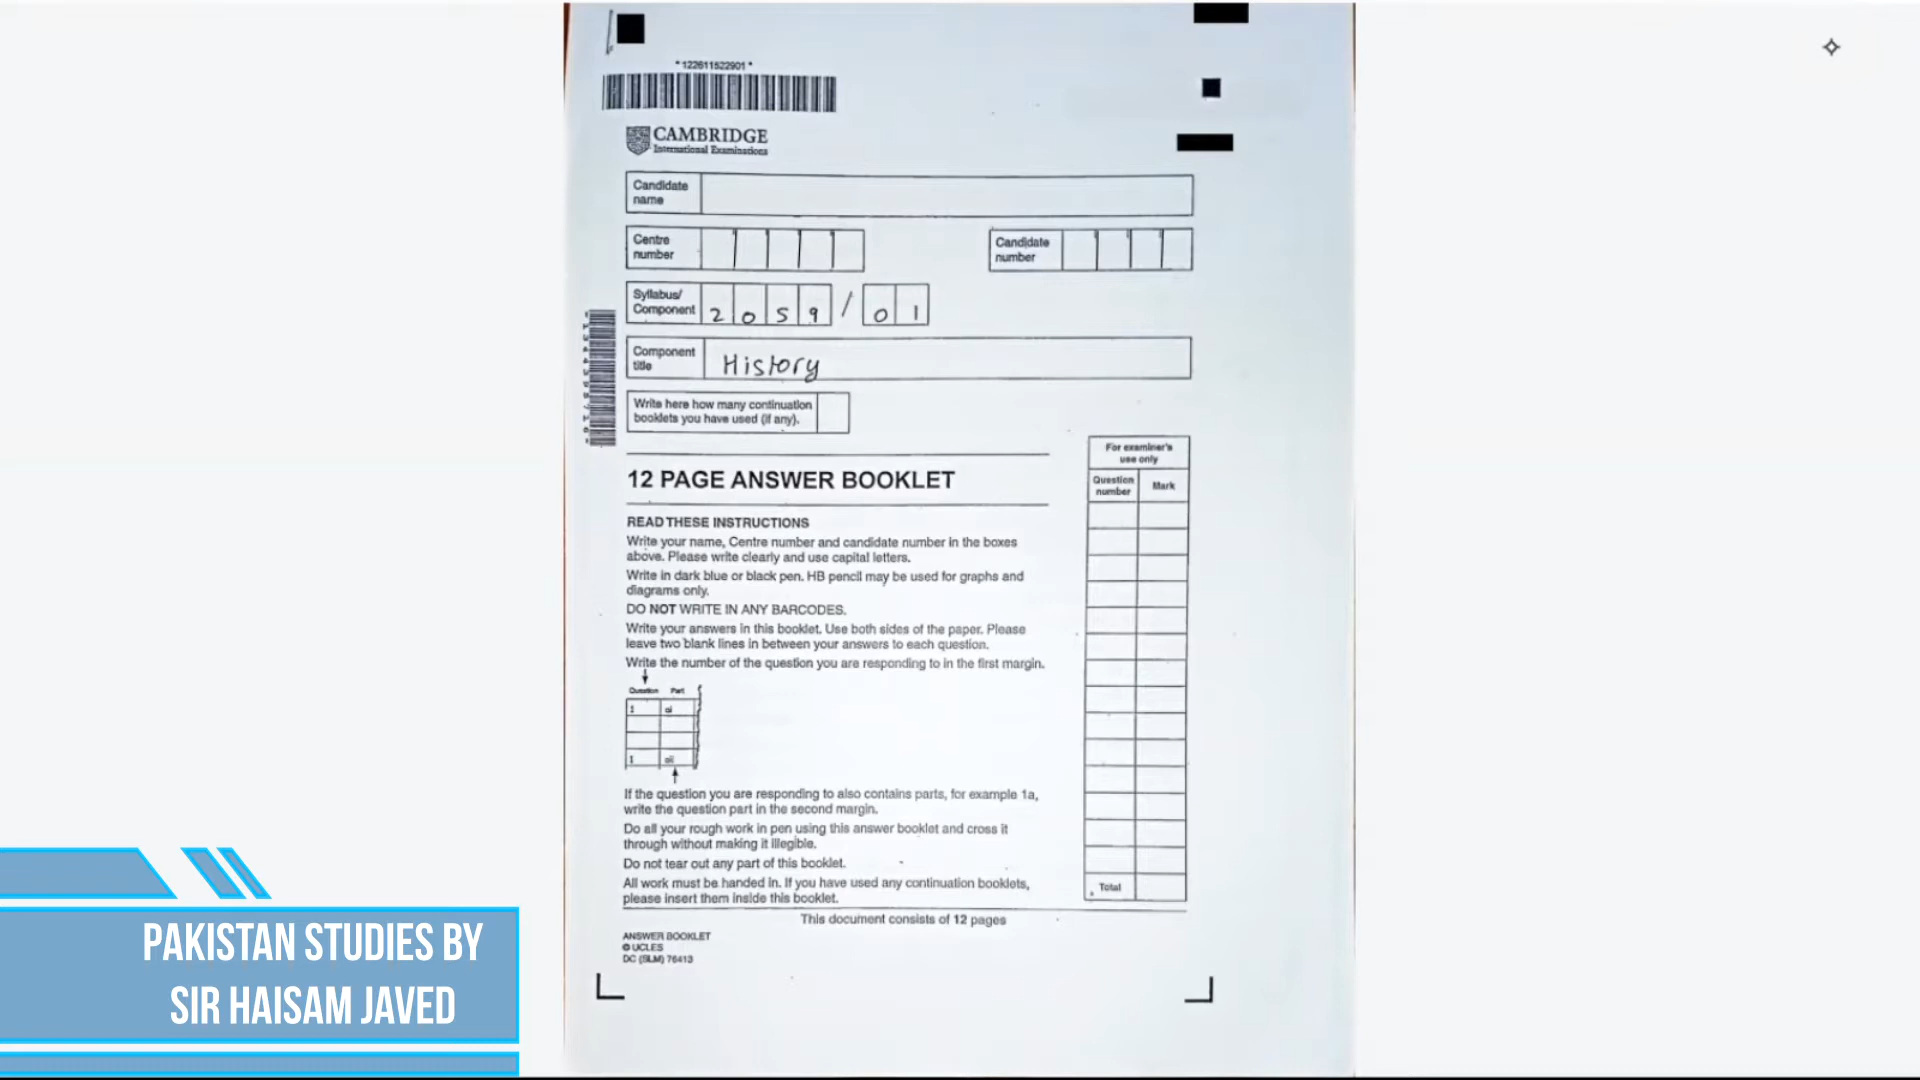 *122611522901*
CAMBRIDGE
International Examinations
Candidate
name
Centre
number
Candidate
number
Syllabus/
Component
2059 / 01
Component
title
History
Write here how many continuation
booklets you have used (if any).
For examiner's
use only
Question
number
Mark
12 PAGE ANSWER BOOKLET
READ THESE INSTRUCTIONS
Write your name, Centre number and candidate number in the boxes
above. Please write clearly and use capital letters.
Write in dark blue or black pen. HB pencil may be used for graphs and
diagrams only.
DO NOT WRITE IN ANY BARCODES.
Write your answers in this booklet. Use both sides of the paper. Please
leave two blank lines in between your answers to each question.
Write the number of the question you are responding to in the first margin.
Question Part
1 ai
1 aii
If the question you are responding to also contains parts, for example 1a,
write the question part in the second margin.
Do all your rough work in pen using this answer booklet and cross it
through without making it illegible.
Do not tear out any part of this booklet.
All work must be handed in. If you have used any continuation booklets,
please insert them inside this booklet.
Total
This document consists of 12 pages
ANSWER BOOKLET
© UCLES
DC (SLM) 76413
PAKISTAN STUDIES BY
SIR HAISAM JAVED